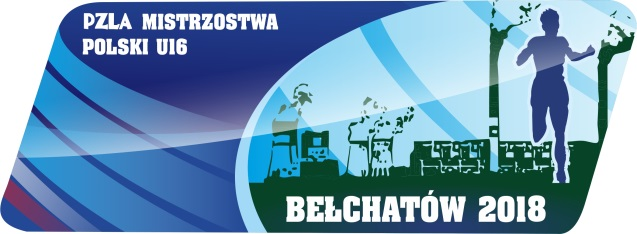 PZLA MISTRZOSTWA
POLSKI U16
BEŁCHATÓW 2018